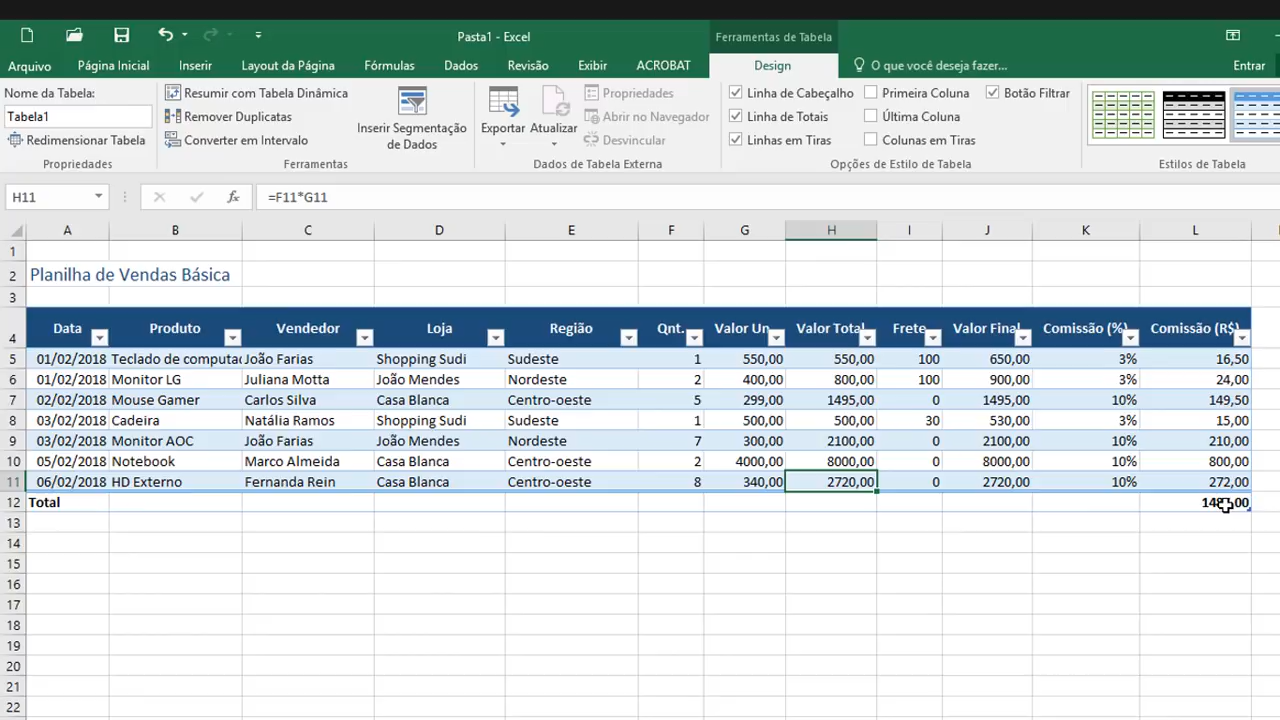 Pasta1 - Excel
Ferramentas de Tabela
Arquivo Página Inicial Inserir Layout da Página Fórmulas Dados Revisão Exibir ACROBAT Design O que você deseja fazer... Entrar
Nome da Tabela:
Tabela1
Redimensionar Tabela
Propriedades
Resumir com Tabela Dinâmica
Remover Duplicatas
Converter em Intervalo
Inserir Segmentação
de Dados
Ferramentas
Exportar Atualizar
Propriedades
Abrir no Navegador
Desvincular
Dados de Tabela Externa
Linha de Cabeçalho Primeira Coluna Botão Filtrar
Linha de Totais Última Coluna
Linhas em Tiras Colunas em Tiras
Opções de Estilo de Tabela
Estilos de Tabela
H11 fx =F11*G11
A B C D E F G H I J K L
1
2 Planilha de Vendas Básica
3
4 Data Produto Vendedor Loja Região Qnt. Valor Un Valor Total Frete Valor Final Comissão (%) Comissão (R$)
5 01/02/2018 Teclado de computac João Farias Shopping Sudi Sudeste 1 550,00 550,00 100 650,00 3% 16,50
6 01/02/2018 Monitor LG Juliana Motta João Mendes Nordeste 2 400,00 800,00 100 900,00 3% 24,00
7 02/02/2018 Mouse Gamer Carlos Silva Casa Blanca Centro-oeste 5 299,00 1495,00 0 1495,00 10% 149,50
8 03/02/2018 Cadeira Natália Ramos Shopping Sudi Sudeste 1 500,00 500,00 30 530,00 3% 15,00
9 03/02/2018 Monitor AOC João Farias João Mendes Nordeste 7 300,00 2100,00 0 2100,00 10% 210,00
10 05/02/2018 Notebook Marco Almeida Casa Blanca Centro-oeste 2 4000,00 8000,00 0 8000,00 10% 800,00
11 06/02/2018 HD Externo Fernanda Rein Casa Blanca Centro-oeste 8 340,00 2720,00 0 2720,00 10% 272,00
12 Total
13
14
15
16
17
18
19
20
21
22